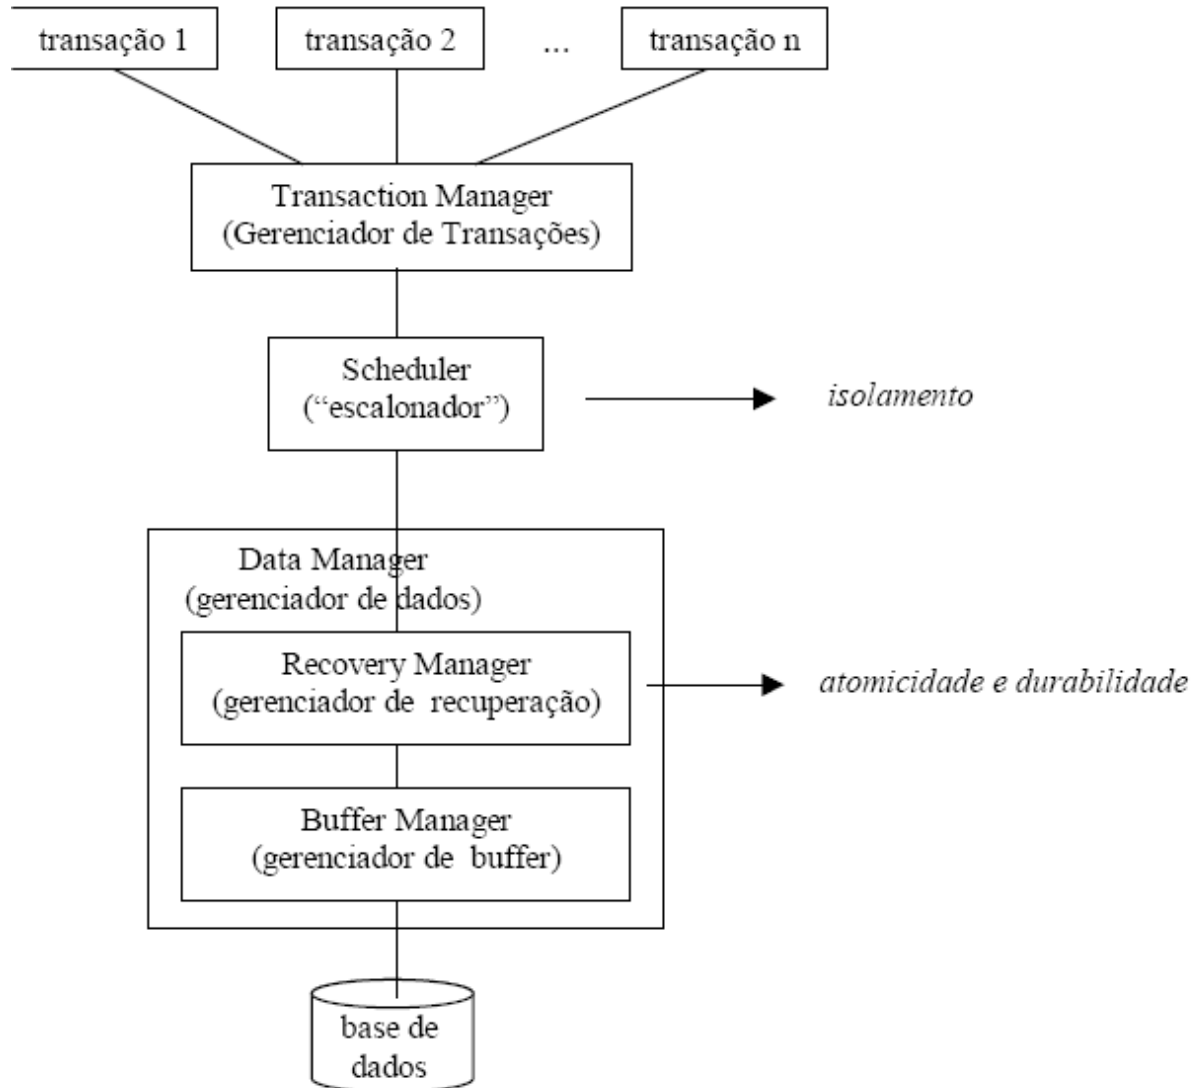 transação 1
transação 2
...
transação n
Transaction Manager
(Gerenciador de Transações)
Scheduler
(“escalonador”)
isolamento
Data Manager
(gerenciador de dados)
Recovery Manager
(gerenciador de recuperação)
atomicidade e durabilidade
Buffer Manager
(gerenciador de buffer)
base de
dados